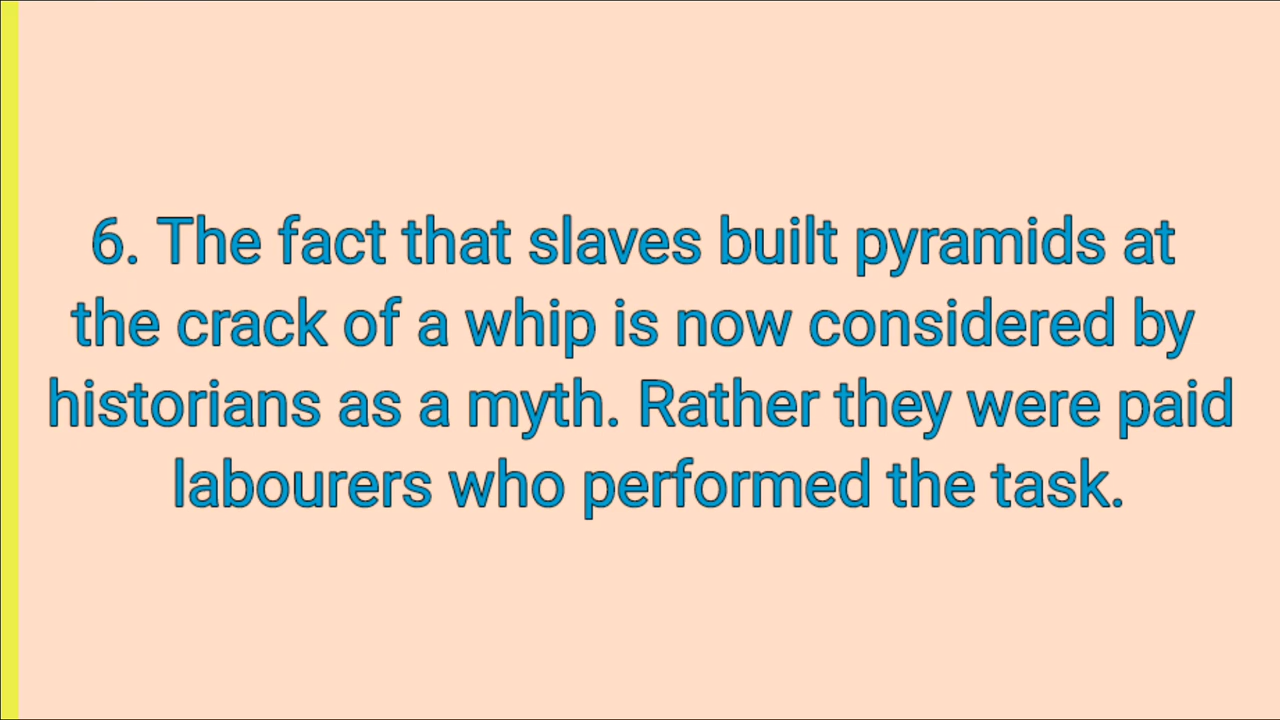 6. The fact that slaves built pyramids at
the crack of a whip is now considered by
historians as a myth. Rather they were paid
labourers who performed the task.